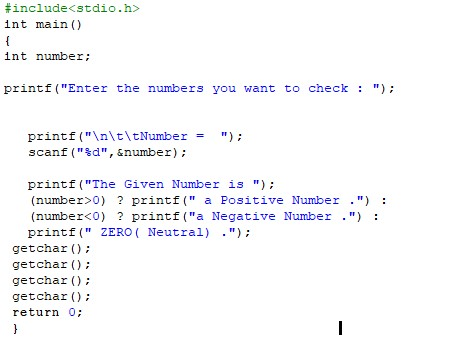 #include<stdio.h>
int main()
{
int number;
printf("Enter the numbers you want to check : ");
printf("\n\t\tNumber =  ");
scanf("%d",&number);
printf("The Given Number is ");
(number>0) ? printf(" a Positive Number .") :
(number<0) ? printf("a Negative Number .") :
printf(" ZERO( Neutral) .");
getchar();
getchar();
getchar();
getchar();
return 0;
}